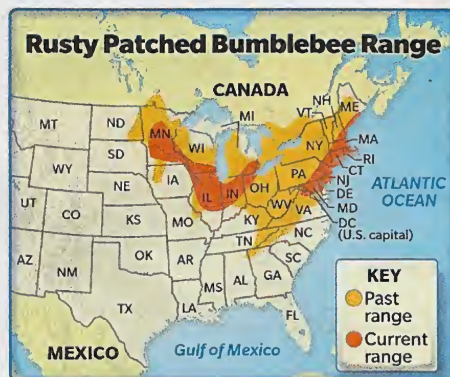 Rusty Patched Bumblebee Range
CANADA
NH
ME
VT
MI
MT
ND
MN
WI
NY
MA
SD
RI
WY
CT
PA
NJ
IA
NE
OH
DE
ATLANTIC
OCEAN
IL
IN
MD
UT
WV
VA
DC
(U.S. capital)
CO
KS
MO
KY
NC
TN
OK
AR
SC
AZ
NM
MS
AL
GA
TX
LA
FL
MEXICO
Gulf of Mexico
KEY
Past
range
Current
range